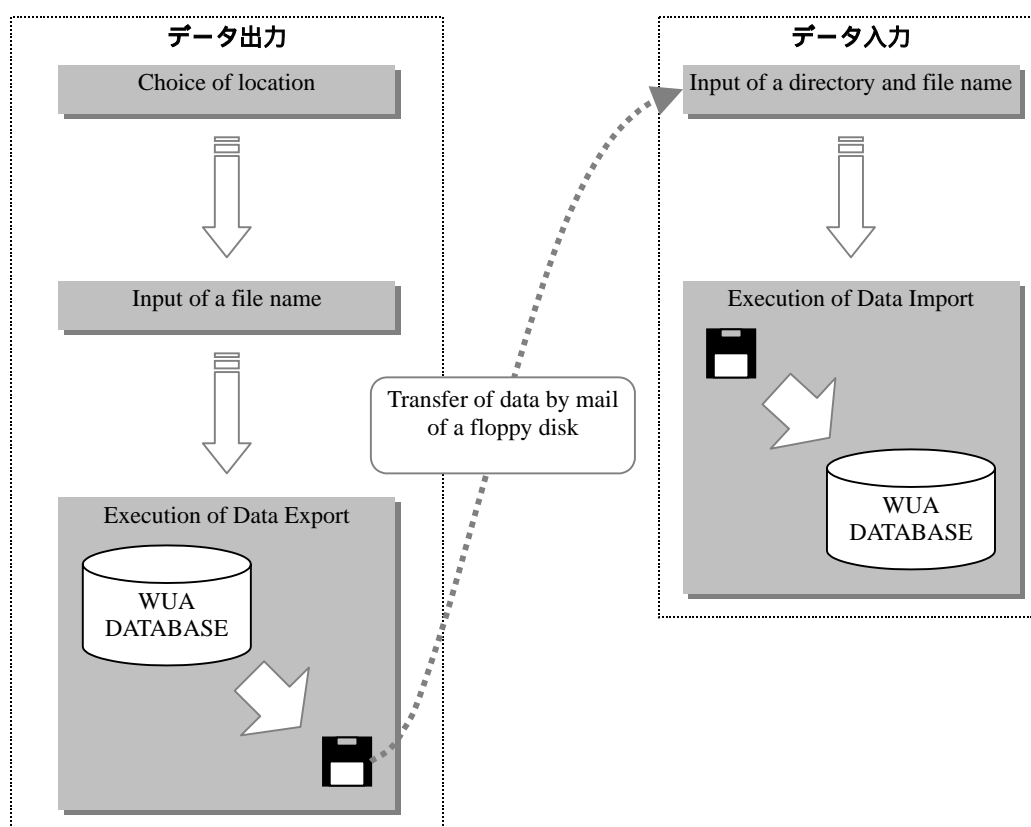 データ出力
Choice of location
Input of a file name
Execution of Data Export
WUA
DATABASE
Transfer of data by mail
of a floppy disk
データ入力
Input of a directory and file name
Execution of Data Import
WUA
DATABASE